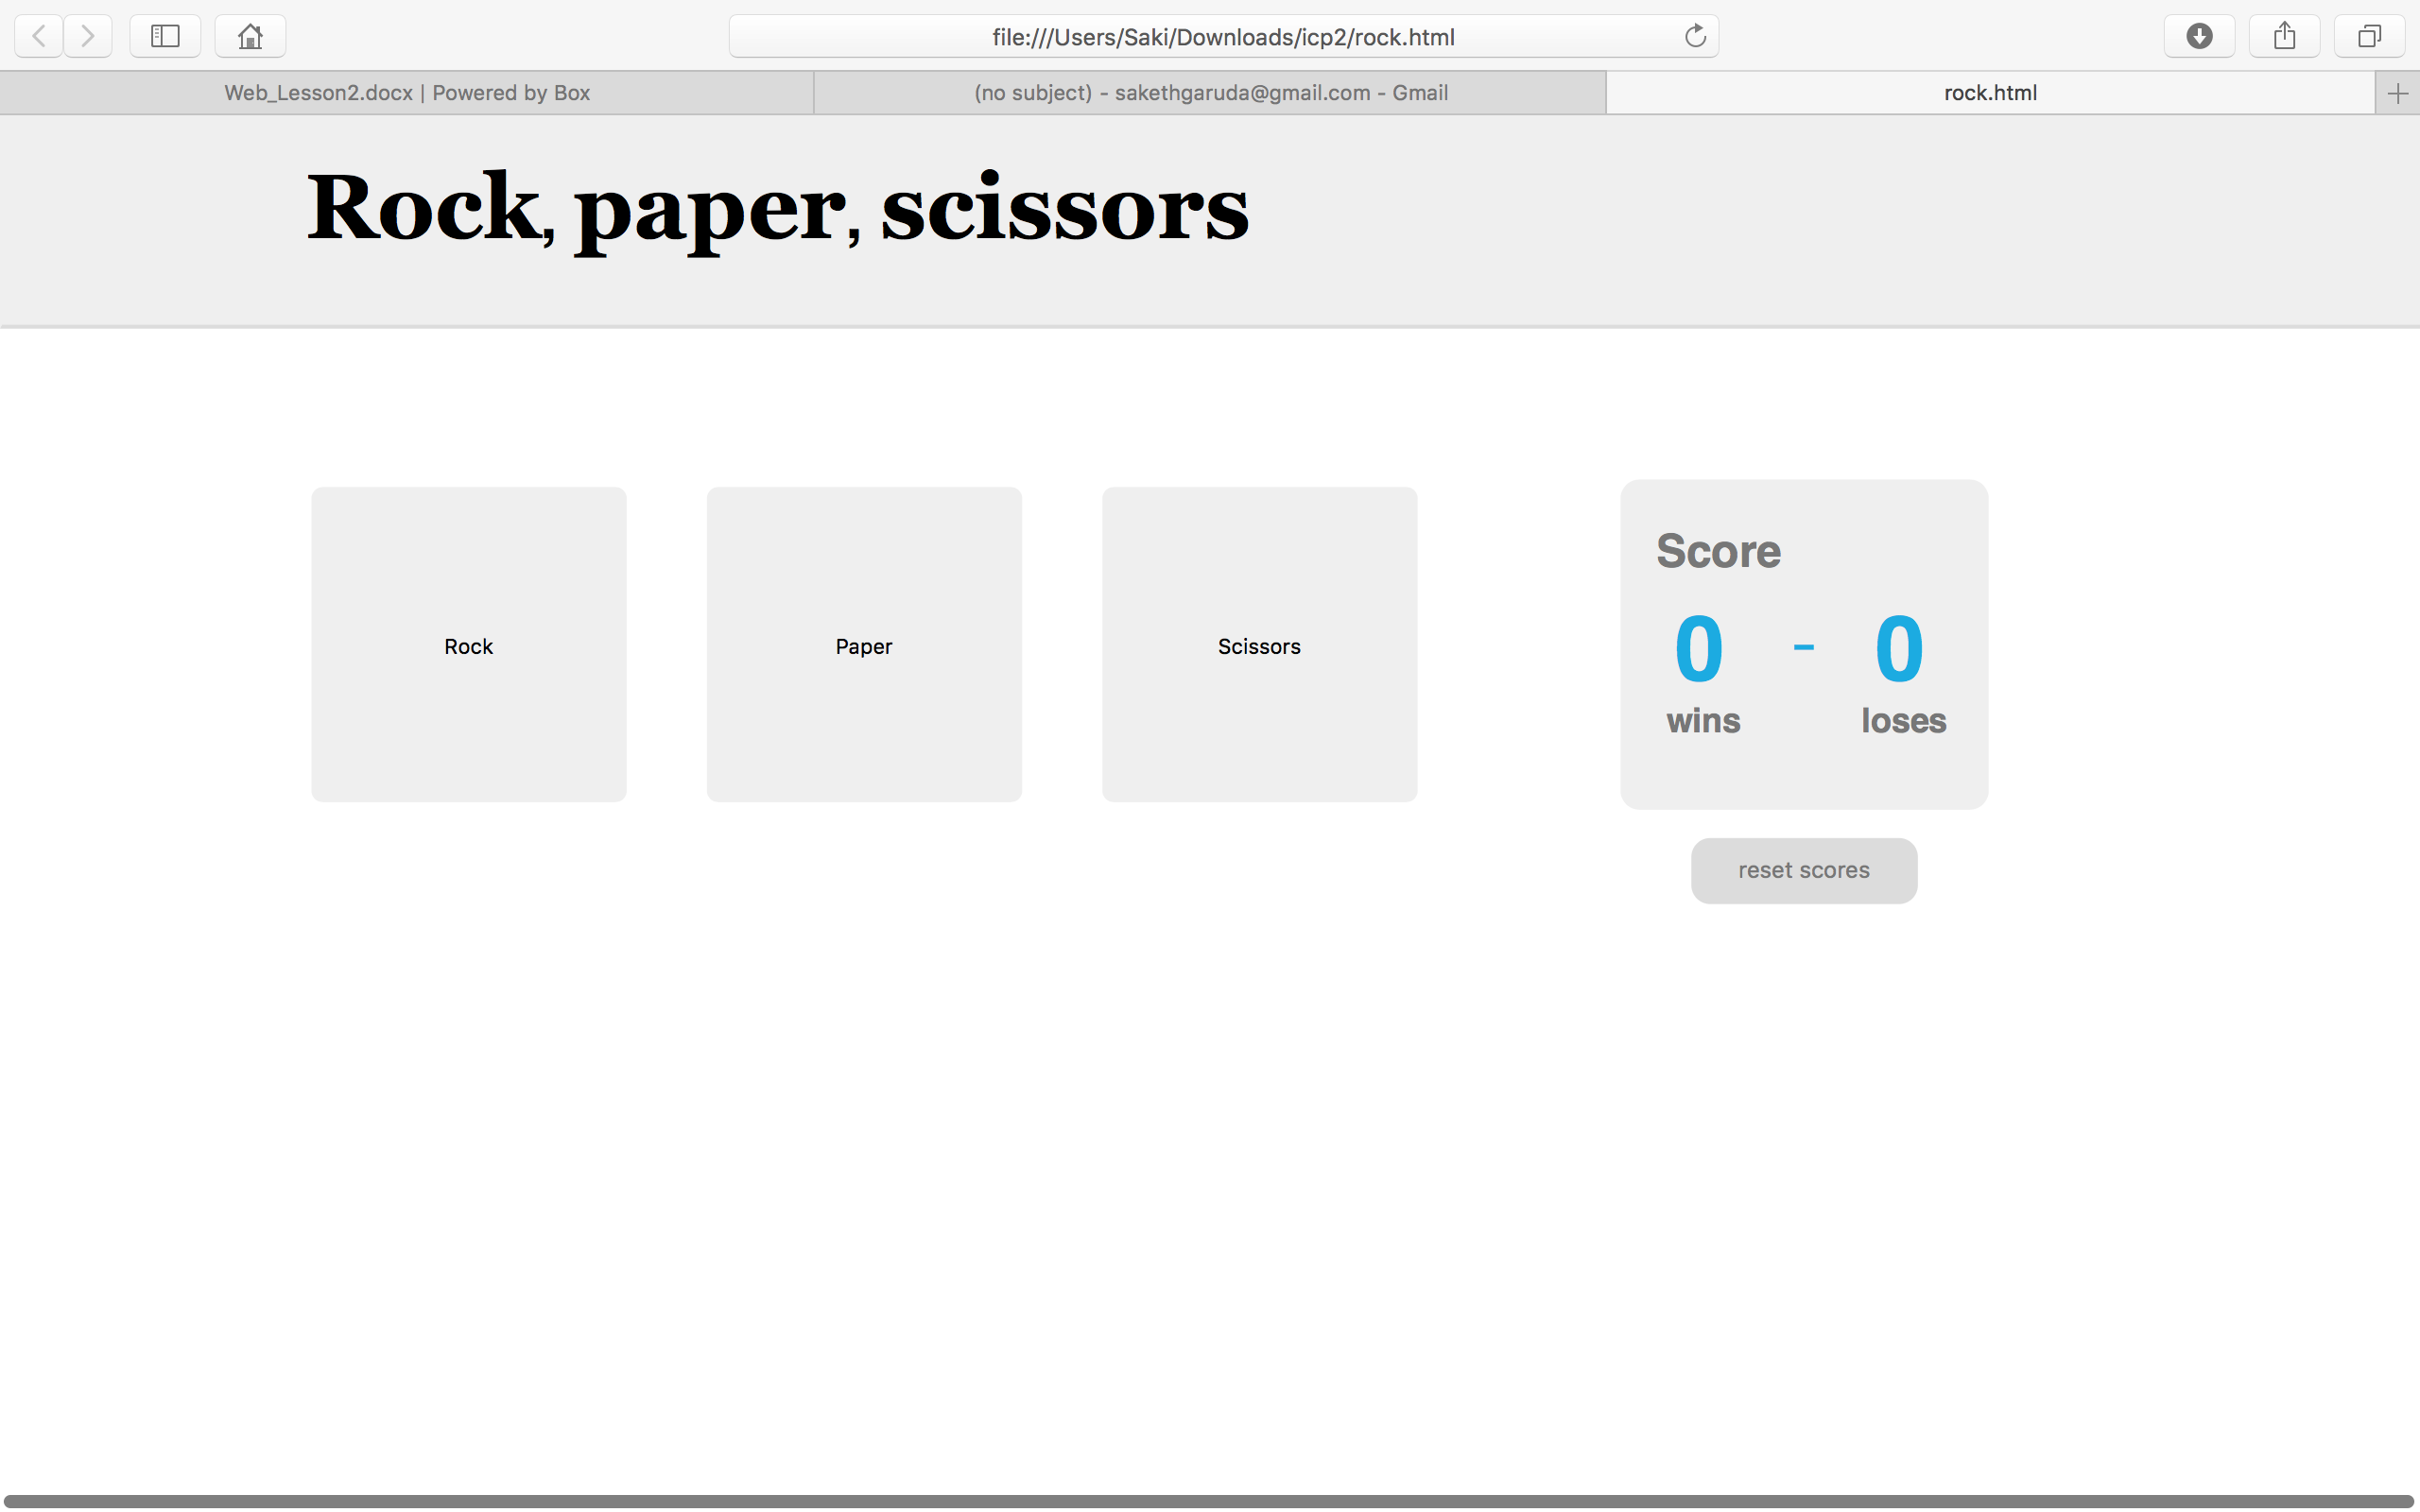 file:///Users/Saki/Downloads/icp2/rock.html
Web_Lesson2.docx | Powered by Box
(no subject) - sakethgaruda@gmail.com - Gmail
rock.html
Rock, paper, scissors
Rock
Paper
Scissors
Score
0 - 0
wins loses
reset scores